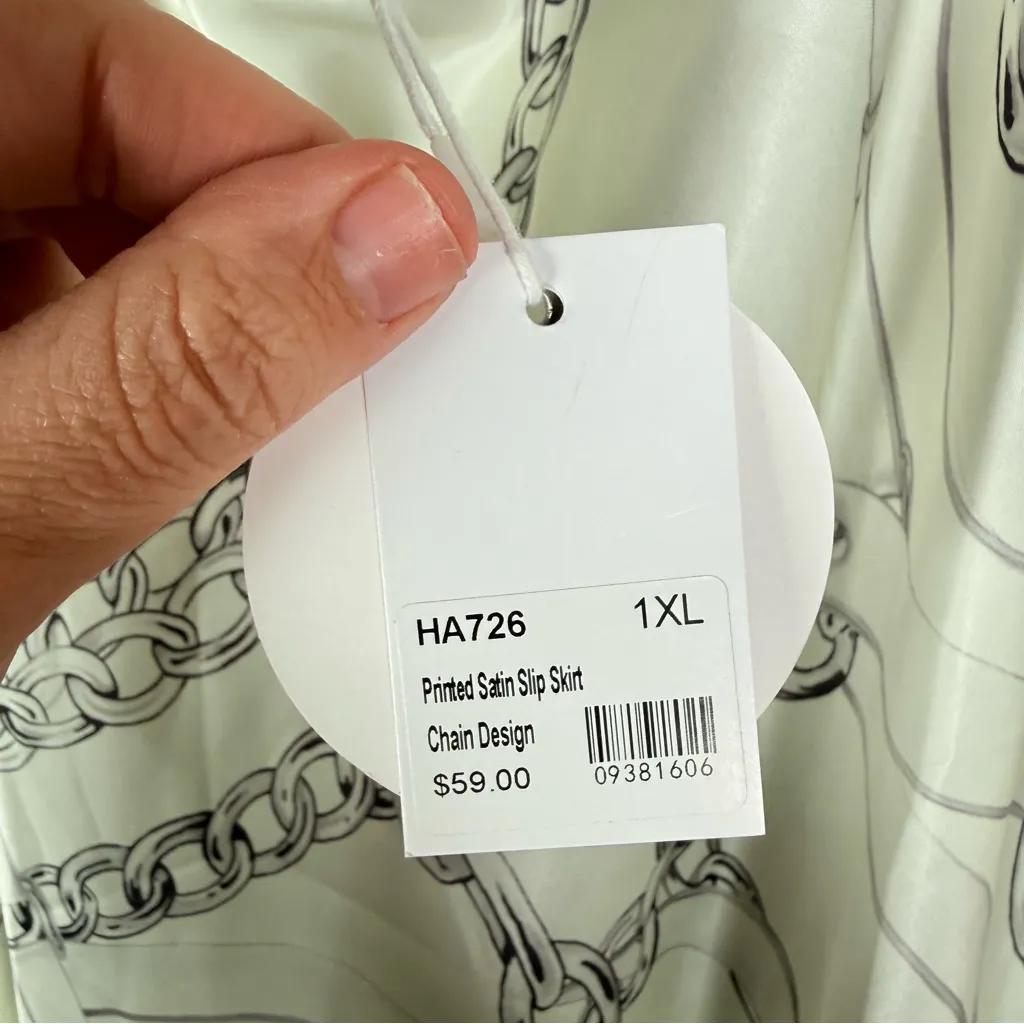 HA726 1XL
Printed Satin Slip Skirt
Chain Design
$59.00
09381606